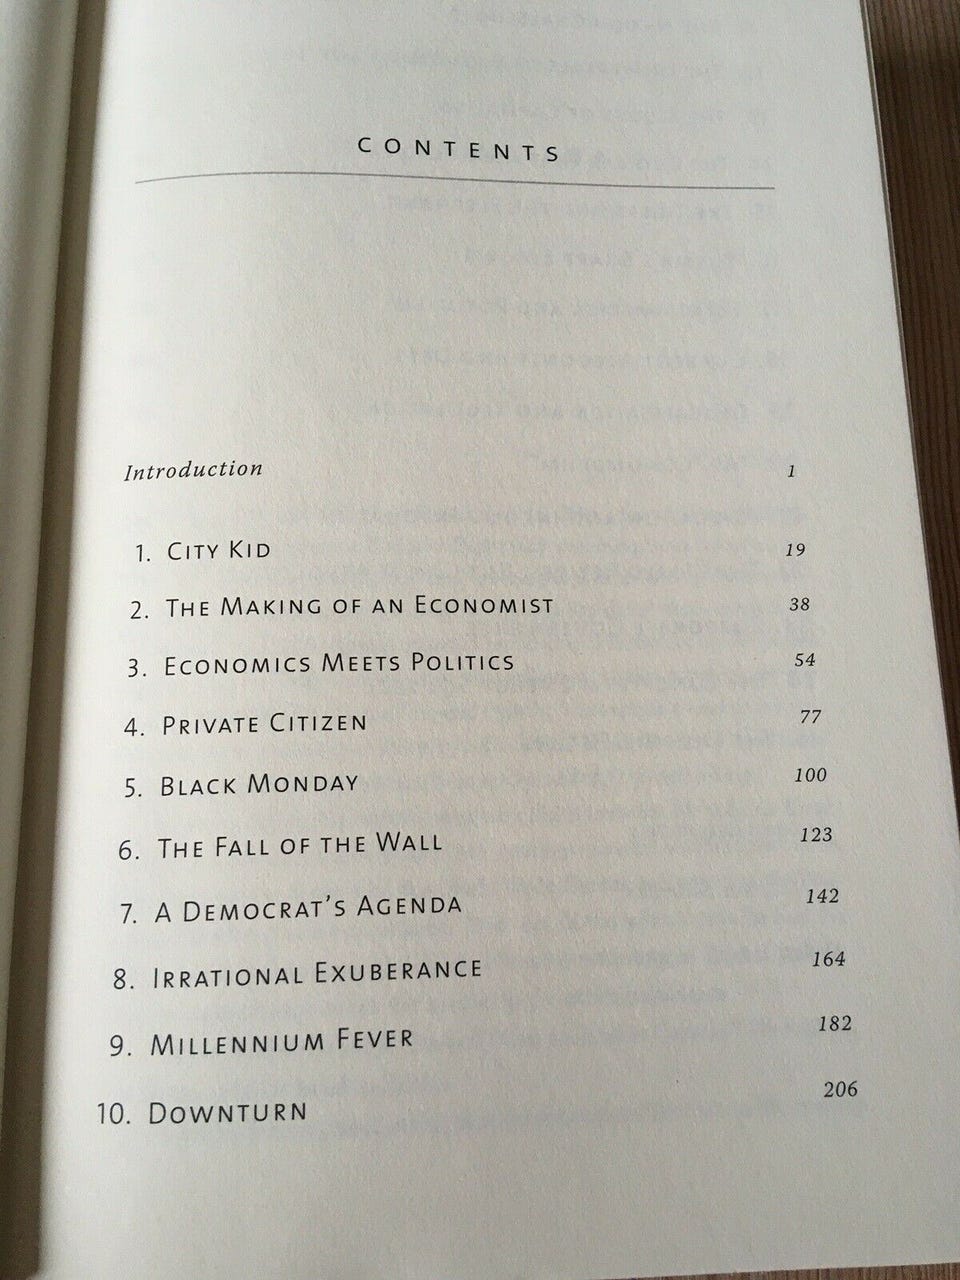 CONTENTS
Introduction 1
1. CITY KID 19
2. THE MAKING OF AN ECONOMIST 38
3. ECONOMICS MEETS POLITICS 54
4. PRIVATE CITIZEN 77
5. BLACK MONDAY 100
6. THE FALL OF THE WALL 123
7. A DEMOCRAT'S AGENDA 142
8. IRRATIONAL EXUBERANCE 164
9. MILLENNIUM FEVER 182
10. DOWNTURN 206